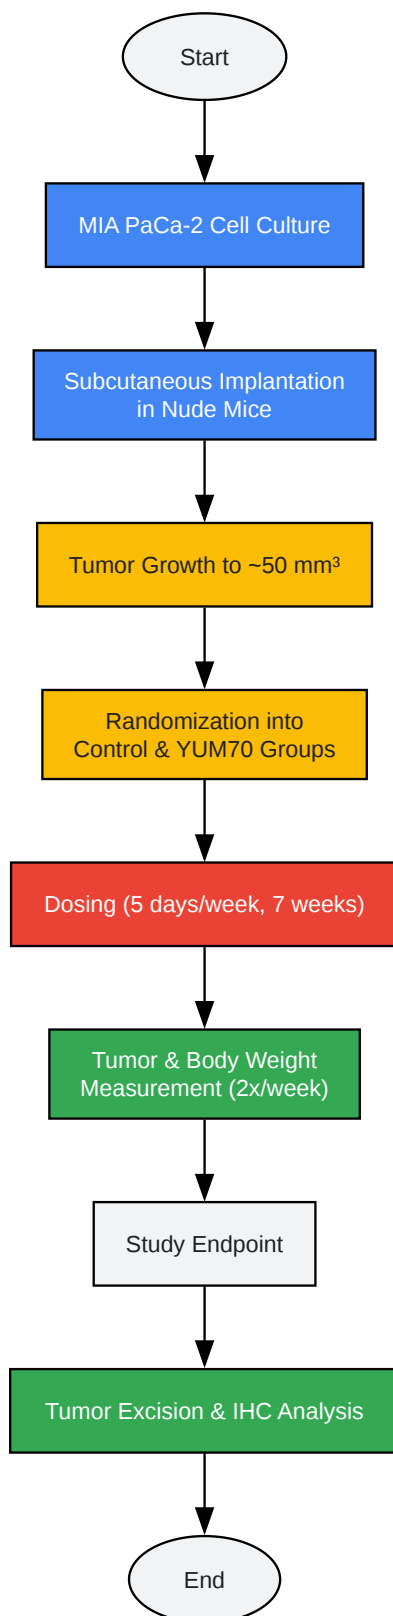 Start
MIA PaCa-2 Cell Culture
Subcutaneous Implantation
in Nude Mice
Tumor Growth to ~50 mm³
Randomization into
Control & YUM70 Groups
Dosing (5 days/week, 7 weeks)
Tumor & Body Weight
Measurement (2x/week)
Study Endpoint
Tumor Excision & IHC Analysis
End